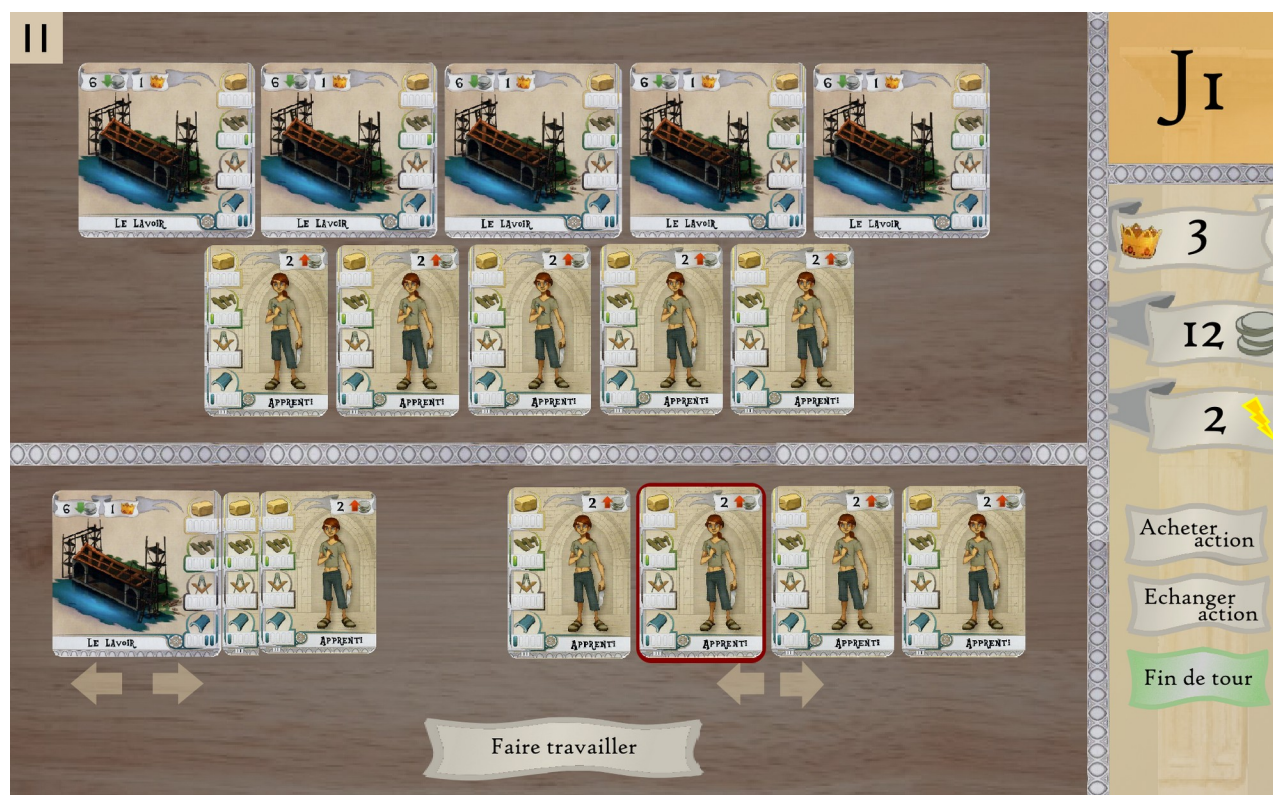 J1
6 1
6 1
6 1
6 1
6 1
Le Lavoir
Le Lavoir
Le Lavoir
Le Lavoir
Le Lavoir
3
2
2
2
2
2
12
Apprenti
Apprenti
Apprenti
Apprenti
Apprenti
2
6 1
2
2
2
2
2
Acheter
action
Echanger
action
Le Lavoir
Apprenti
Apprenti
Apprenti
Apprenti
Apprenti
Fin de tour
Faire travailler